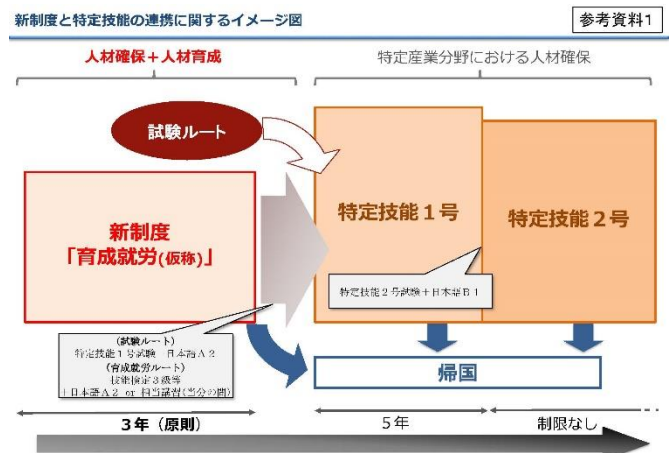 新制度と特定技能の連携に関するイメージ図
参考資料1
人材確保＋人材育成
特定産業分野における人材確保
試験ルート
新制度
「育成就労(仮称)」
特定技能１号
特定技能２号
特定技能２号試験＋日本語Ｂ１
(試験ルート)
特定技能１号試験 日本語Ａ２
(育成就労ルート)
技能検定３級等
＋日本語Ａ２ or 相当講習(当分の間)
帰国
３年（原則）
５年
制限なし